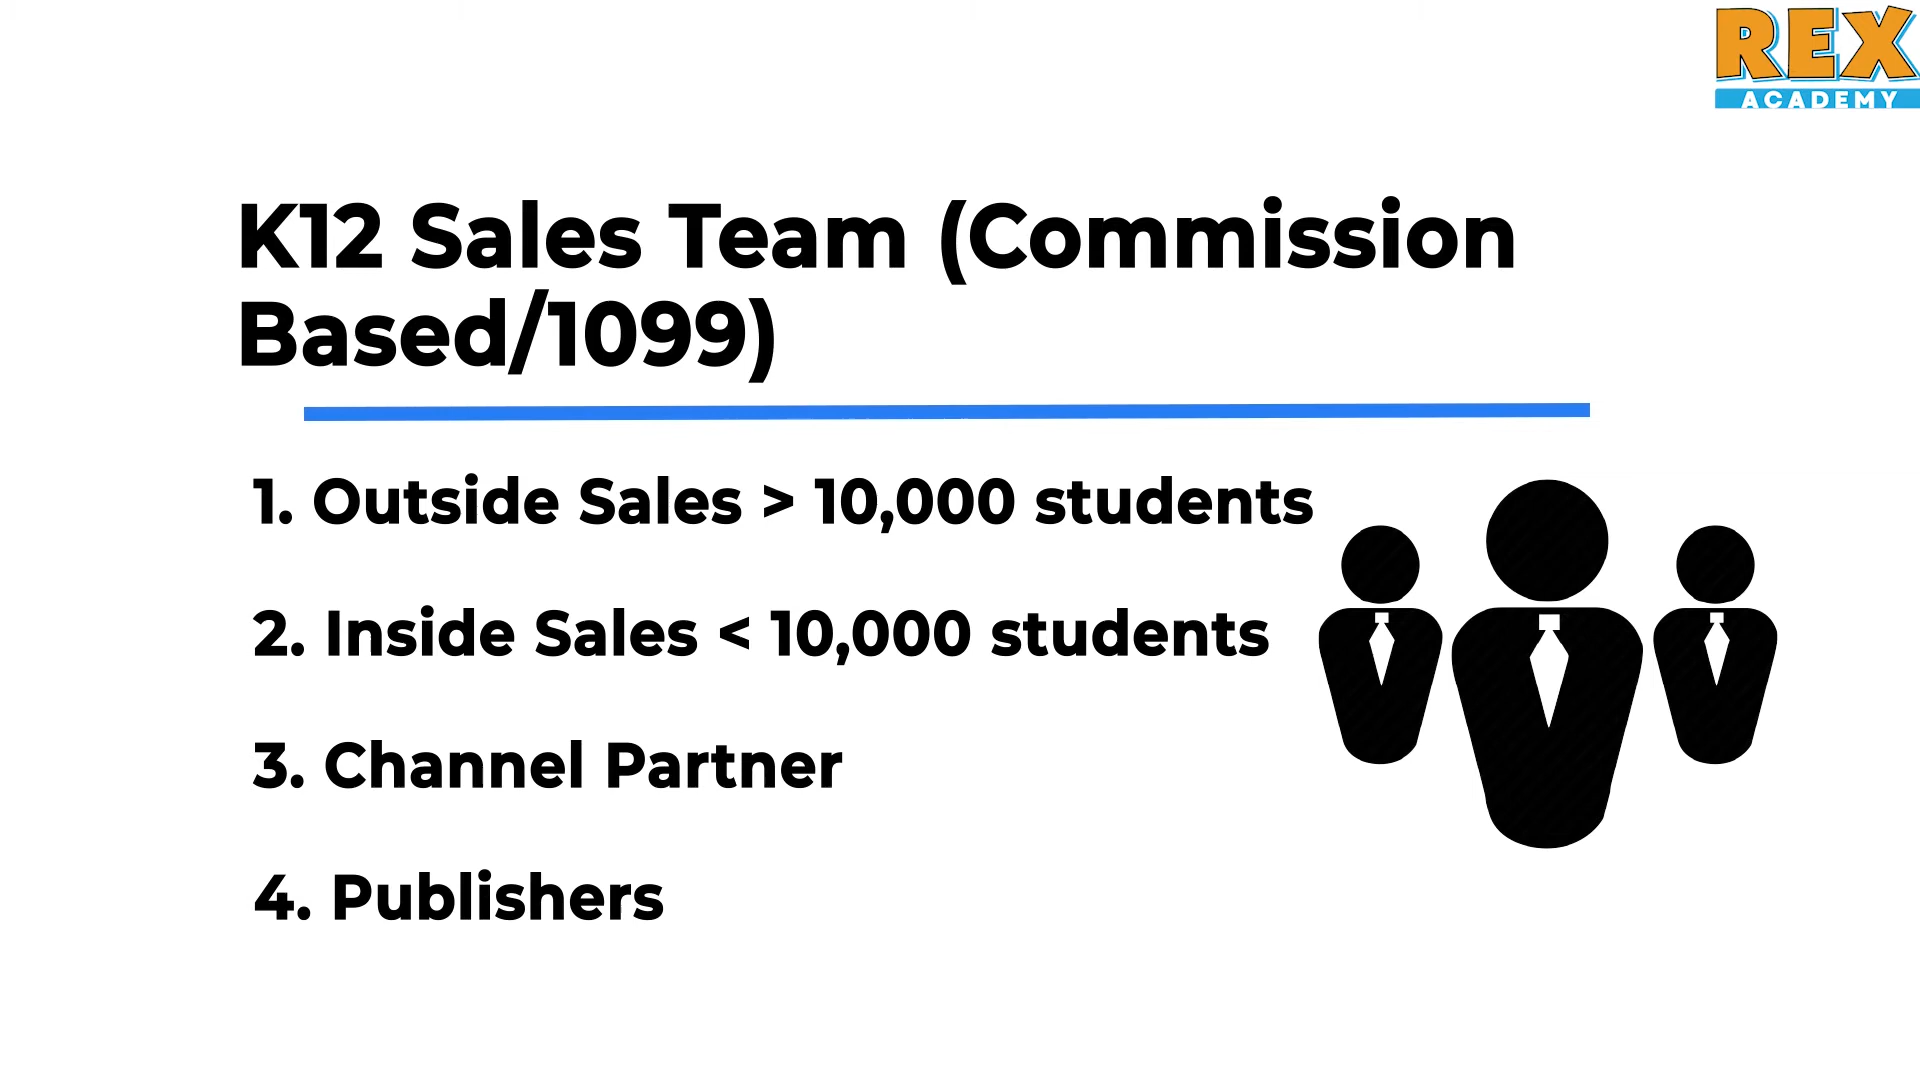 REX
ACADEMY
K12 Sales Team (Commission
Based/1099)
1. Outside Sales > 10,000 students
2. Inside Sales < 10,000 students
3. Channel Partner
4. Publishers